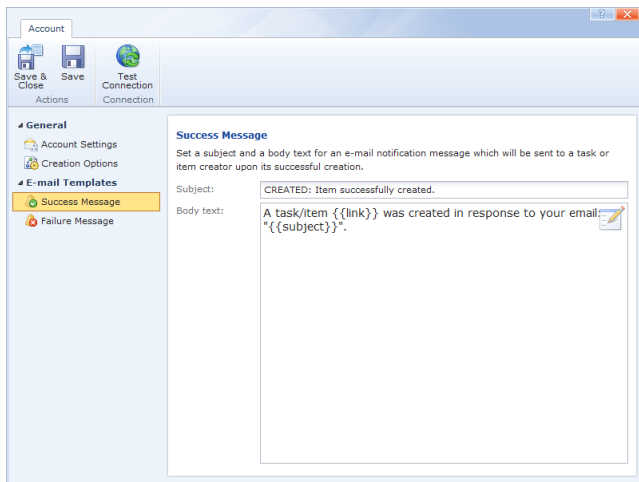 Account
Save & Close
Save
Test Connection
Actions
Connection
General
Account Settings
Creation Options
E-mail Templates
Success Message
Failure Message
Success Message
Set a subject and a body text for an e-mail notification message which will be sent to a task or
item creator upon its successful creation.
Subject:
CREATED: Item successfully created.
Body text:
A task/item {{link}} was created in response to your email:
"{{subject}}".